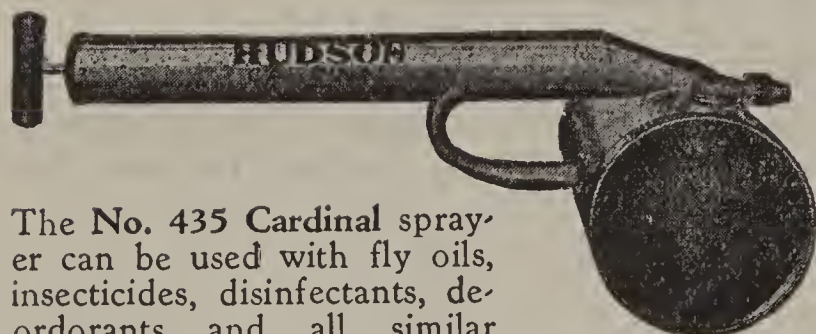 HUDSON
The No. 435 Cardinal spray-
er can be used with fly oils,
insecticides, disinfectants, de-
ordorants and all similar